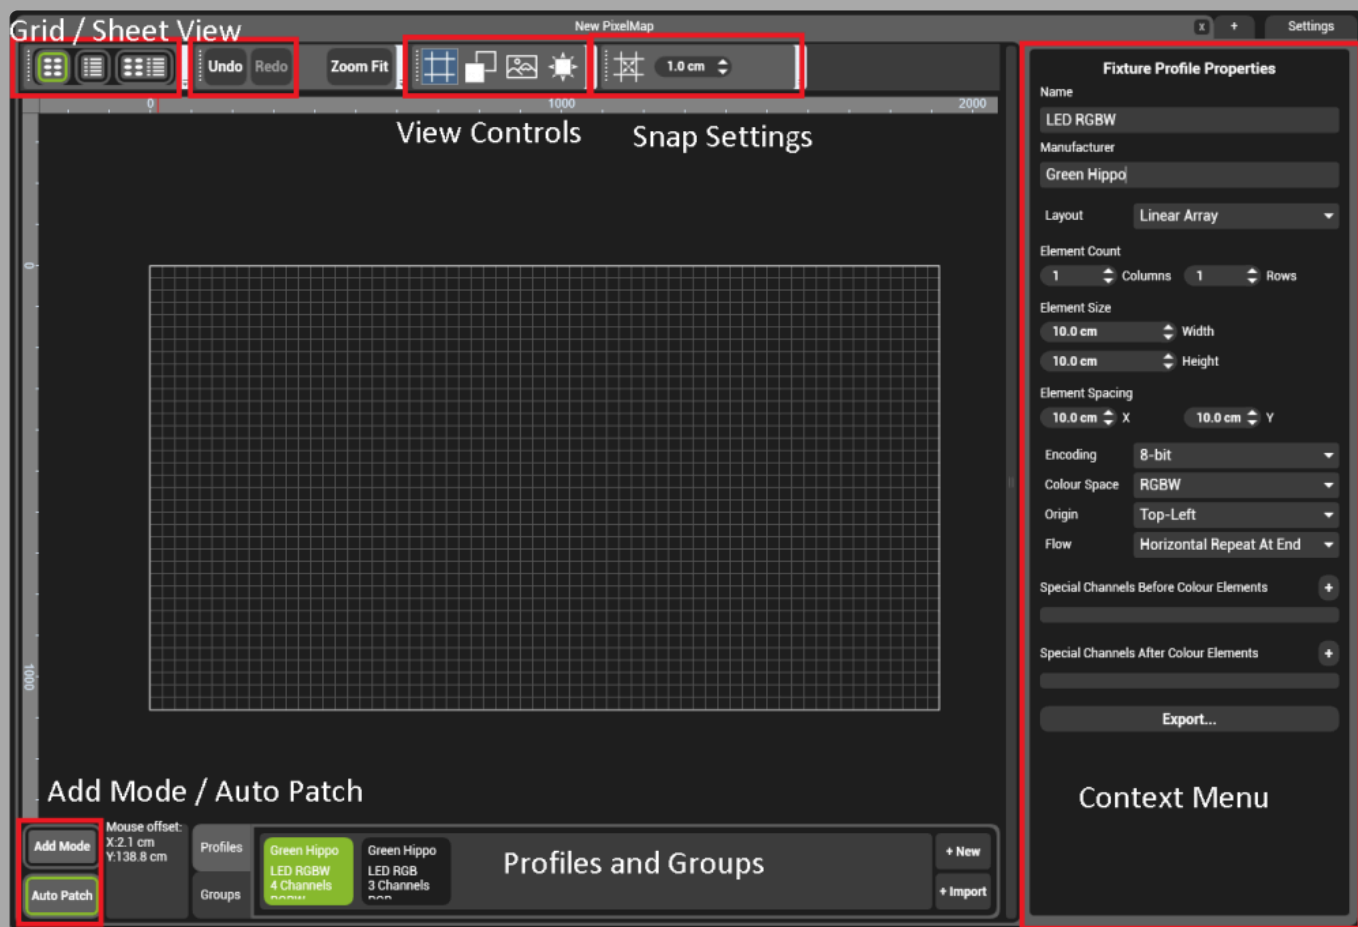 Grid / Sheet View
New PixelMap
x
+
Settings
Undo
Redo
Zoom Fit
1.0 cm
0
1000
2000
View Controls
Snap Settings
0
1000
Fixture Profile Properties
Name
LED RGBW
Manufacturer
Green Hippo
Layout
Linear Array
Element Count
1 Columns 1 Rows
Element Size
10.0 cm Width
10.0 cm Height
Element Spacing
10.0 cm X 10.0 cm Y
Encoding 8-bit
Colour Space RGBW
Origin Top-Left
Flow Horizontal Repeat At End
Special Channels Before Colour Elements +
Special Channels After Colour Elements +
Export...
Context Menu
Add Mode / Auto Patch
Add Mode
Auto Patch
Mouse offset:
X:2.1 cm
Y:138.8 cm
Profiles
Groups
Green Hippo
LED RGBW
4 Channels
RGBW
Green Hippo
LED RGB
3 Channels
RGB
Profiles and Groups
+ New
+ Import